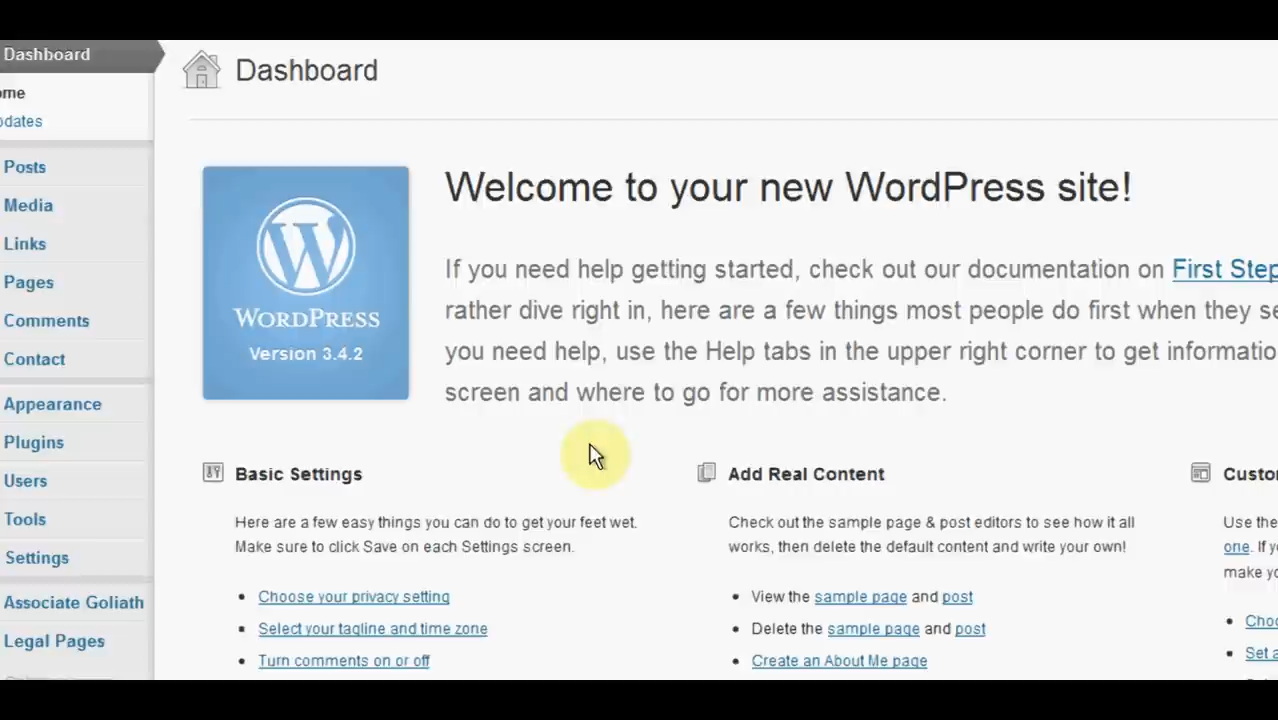 Dashboard
ome
pdates
Posts
Media
Links
Pages
Comments
Contact
Appearance
Plugins
Users
Tools
Settings
Associate Goliath
Legal Pages
Dashboard
WORDPRESS
Version 3.4.2
Welcome to your new WordPress site!
If you need help getting started, check out our documentation on First Step
rather dive right in, here are a few things most people do first when they se
you need help, use the Help tabs in the upper right corner to get informatio
screen and where to go for more assistance.
Basic Settings
Here are a few easy things you can do to get your feet wet.
Make sure to click Save on each Settings screen.
• Choose your privacy setting
• Select your tagline and time zone
• Turn comments on or off
Add Real Content
Check out the sample page & post editors to see how it all
works, then delete the default content and write your own!
• View the sample page and post
• Delete the sample page and post
• Create an About Me page
Custo
Use the
one. If y
make yo
• Choo
• Set a